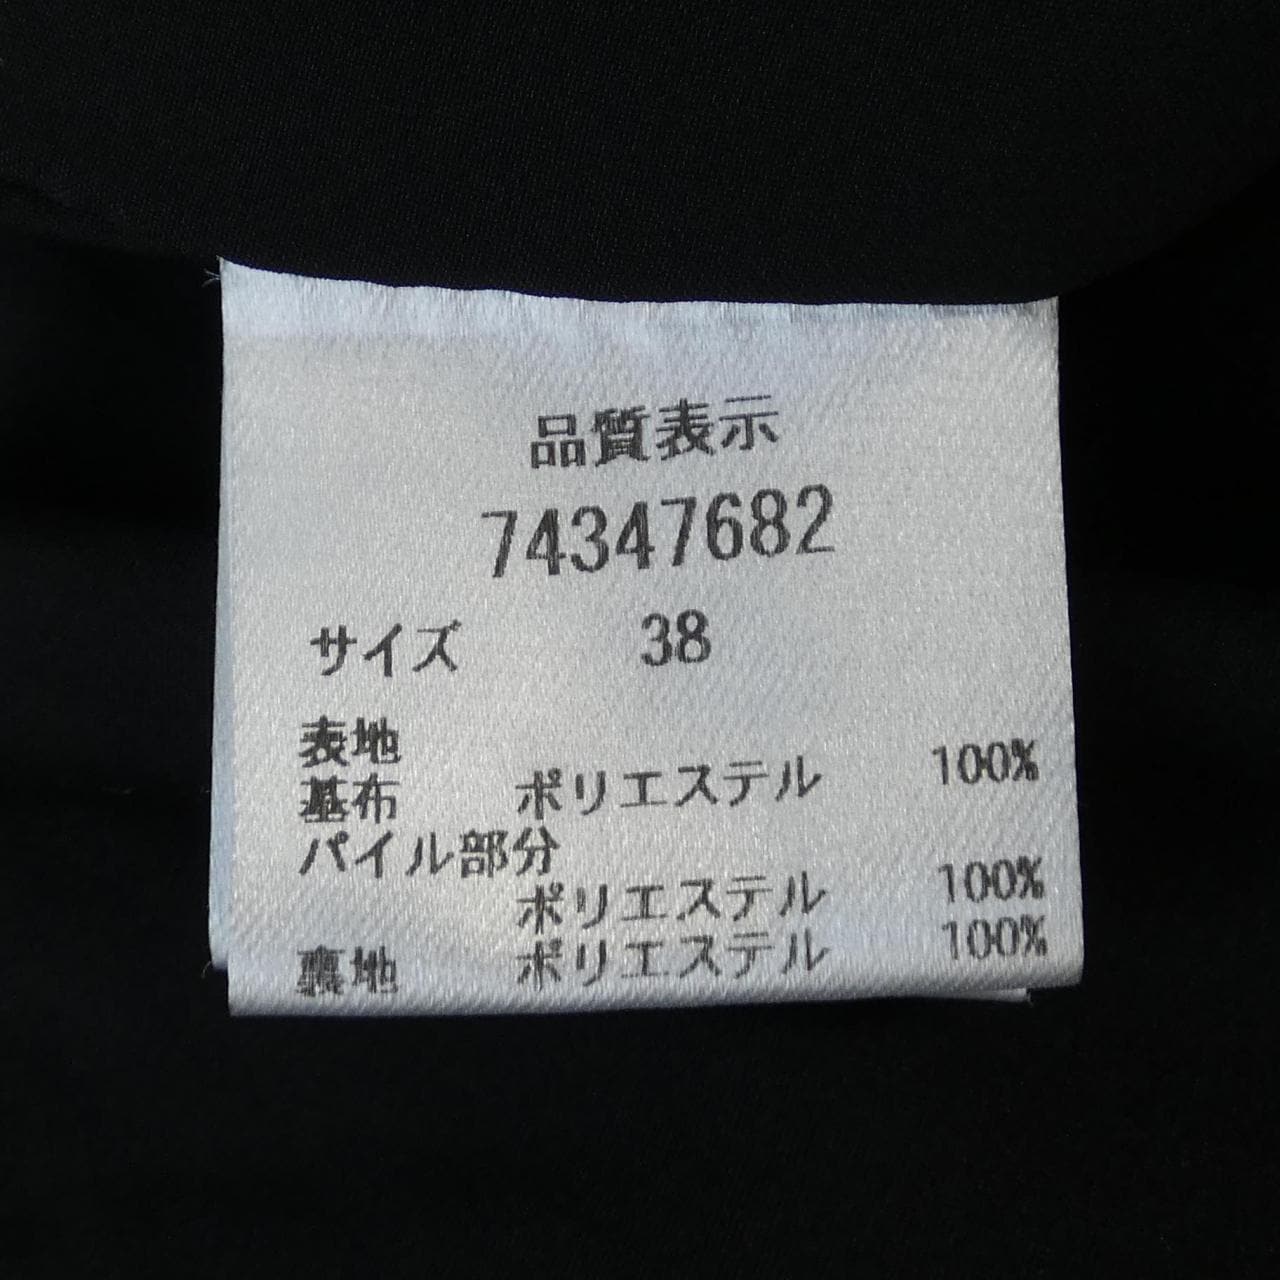 品質表示
74347682
サイズ 38
表地
基布 ポリエステル 100%
パイル部分
ポリエステル 100%
裏地 ポリエステル 100%